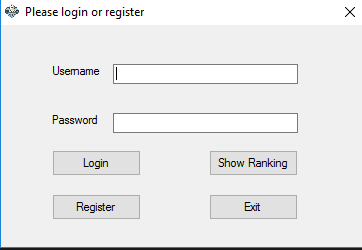 Please login or register
Username
Password
Login
Show Ranking
Register
Exit